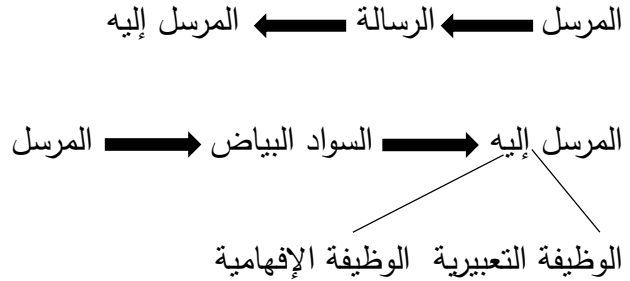 المرسل الرسالة المرسل إليه
المرسل إليه السواد البياض المرسل
الوظيفة التعبيرية الوظيفة الإفهامية